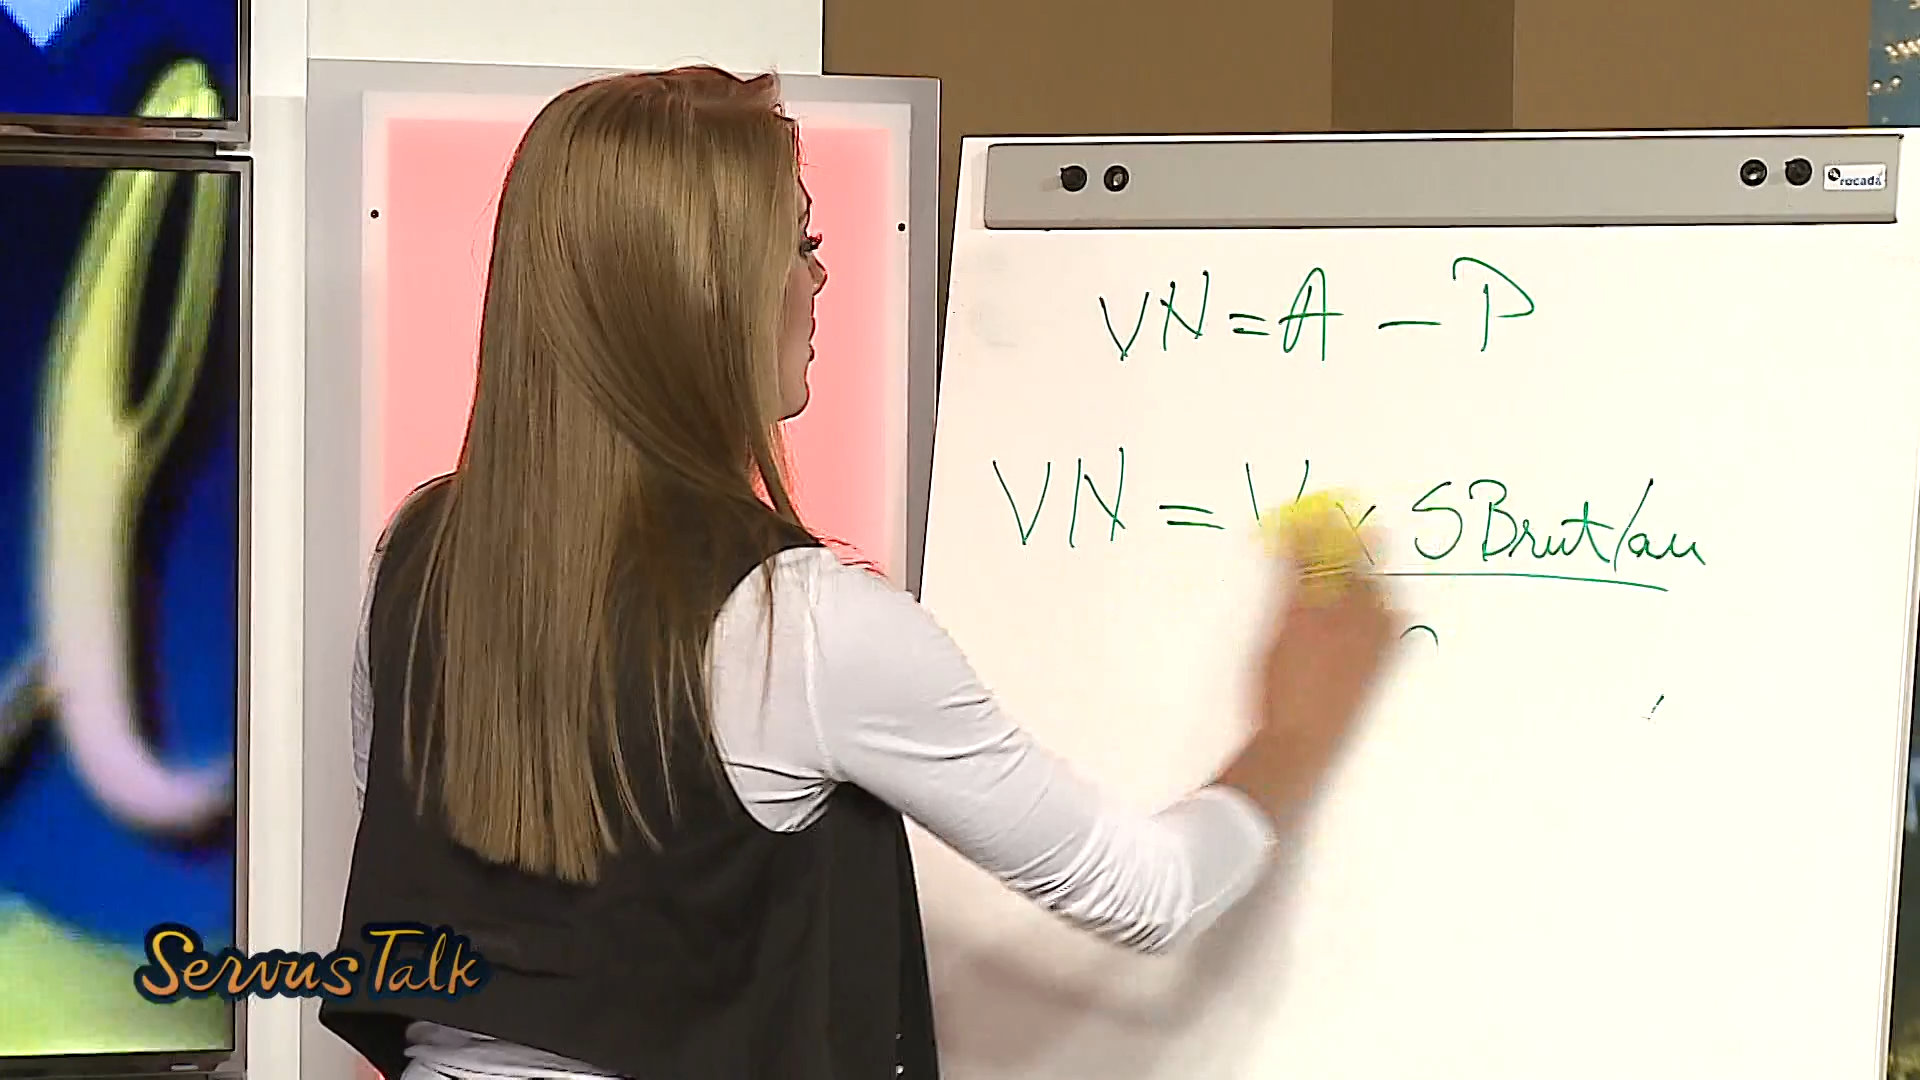 rocada
VN = A - P
VN = V x SBrut/an
Servus Talk